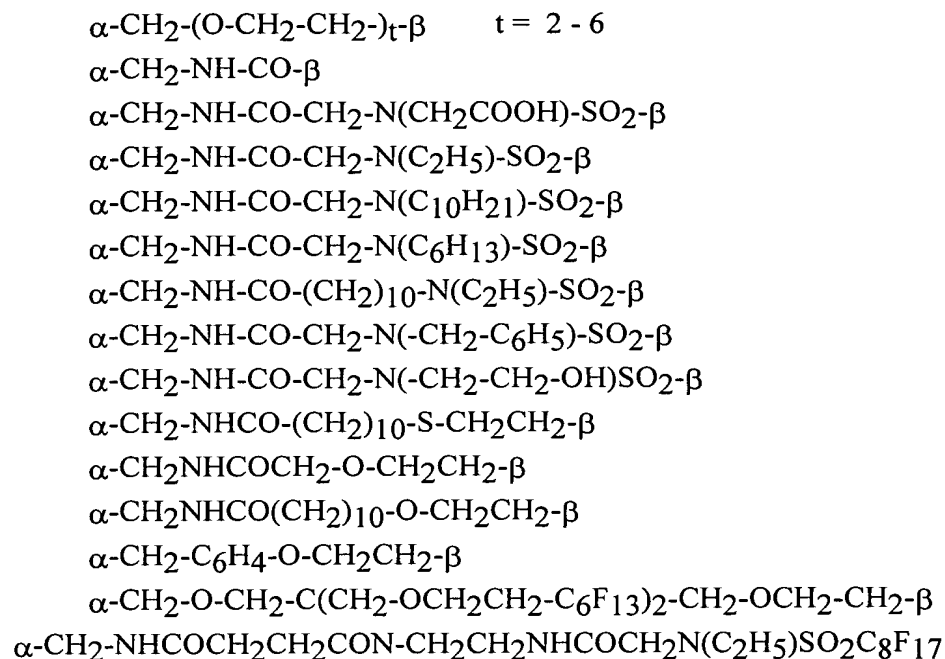 α-CH₂-(O-CH₂-CH₂-)ₜ-β t = 2 - 6
α-CH₂-NH-CO-β
α-CH₂-NH-CO-CH₂-N(CH₂COOH)-SO₂-β
α-CH₂-NH-CO-CH₂-N(C₂H₅)-SO₂-β
α-CH₂-NH-CO-CH₂-N(C₁₀H₂₁)-SO₂-β
α-CH₂-NH-CO-CH₂-N(C₆H₁₃)-SO₂-β
α-CH₂-NH-CO-(CH₂)₁₀-N(C₂H₅)-SO₂-β
α-CH₂-NH-CO-CH₂-N(-CH₂-C₆H₅)-SO₂-β
α-CH₂-NH-CO-CH₂-N(-CH₂-CH₂-OH)SO₂-β
α-CH₂-NHCO-(CH₂)₁₀-S-CH₂CH₂-β
α-CH₂NHCOCH₂-O-CH₂CH₂-β
α-CH₂NHCO(CH₂)₁₀-O-CH₂CH₂-β
α-CH₂-C₆H₄-O-CH₂CH₂-β
α-CH₂-O-CH₂-C(CH₂-OCH₂CH₂-C₆F₁₃)₂-CH₂-OCH₂-CH₂-β
α-CH₂-NHCOCH₂CH₂CON-CH₂CH₂NHCOCH₂N(C₂H₅)SO₂C₈F₁₇